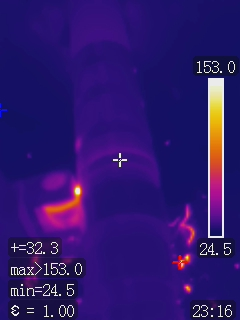 153.0
24.5
+=32.3
max>153.0
min=24.5
ε = 1.00
23:16